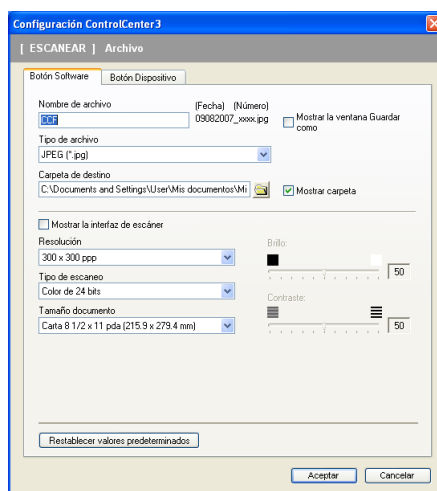 Configuración ControlCenter3
[ ESCANEAR ] Archivo
Botón Software
Botón Dispositivo
Nombre de archivo
(Fecha) (Número)
CCF
09082007_xxxx.jpg
Mostrar la ventana Guardar como
Tipo de archivo
JPEG (*.jpg)
Carpeta de destino
C:\Documents and Settings\User\Mis documentos\Mi
Mostrar carpeta
Mostrar la interfaz de escáner
Resolución
300 x 300 ppp
Brillo:
50
Tipo de escaneo
Color de 24 bits
Contraste:
Tamaño documento
Carta 8 1/2 x 11 pda (215.9 x 279.4 mm)
50
Restablecer valores predeterminados
Aceptar
Cancelar